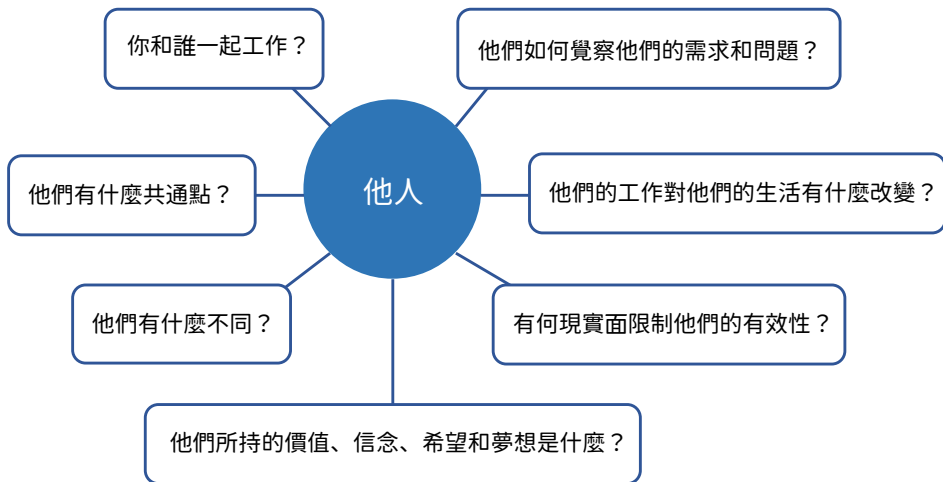 你和誰一起工作？
他們如何覺察他們的需求和問題？
他人
他們有什麼共通點？
他們的工作對他們的生活有什麼改變？
他們有什麼不同？
有何現實面限制他們的有效性？
他們所持的價值、信念、希望和夢想是什麼？